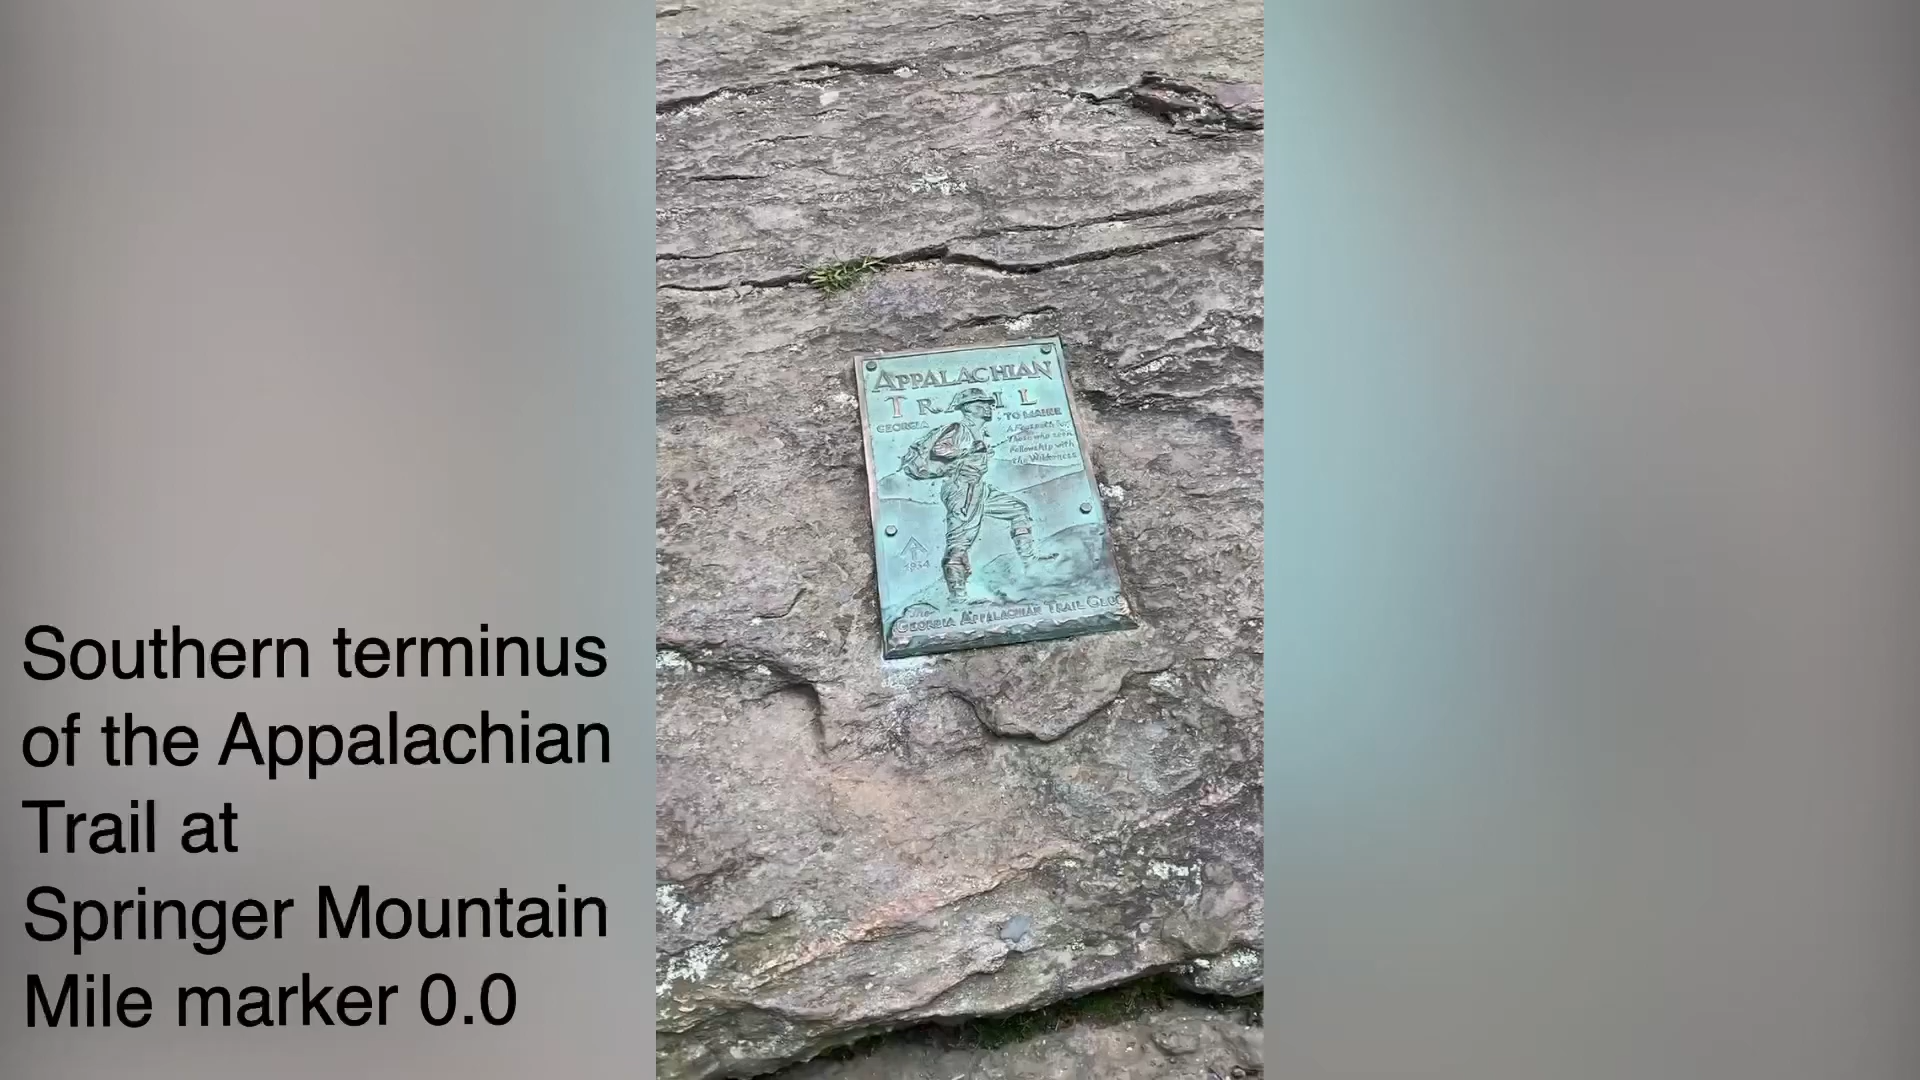 Southern terminus
of the Appalachian
Trail at
Springer Mountain
Mile marker 0.0
APPALACHIAN
TRAIL
GEORGIA TO MAINE
A Footpath for
Those who seek
Fellowship with
the Wilderness
1934
The
GEORGIA APPALACHIAN TRAIL CLUB